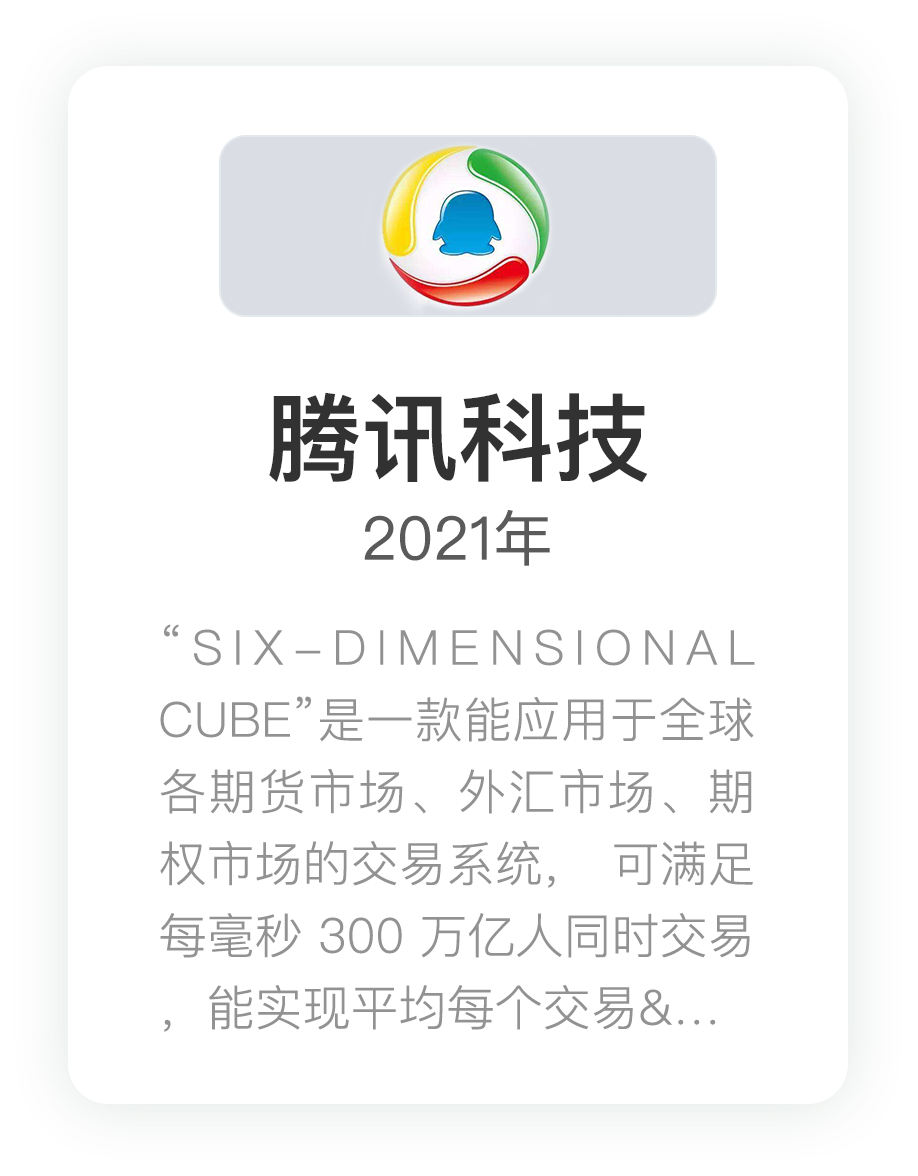 腾讯科技
2021年
“SIX-DIMENSIONAL
CUBE”是一款能应用于全球
各期货市场、外汇市场、期
权市场的交易系统， 可满足
每毫秒 300 万亿人同时交易
，能实现平均每个交易&...